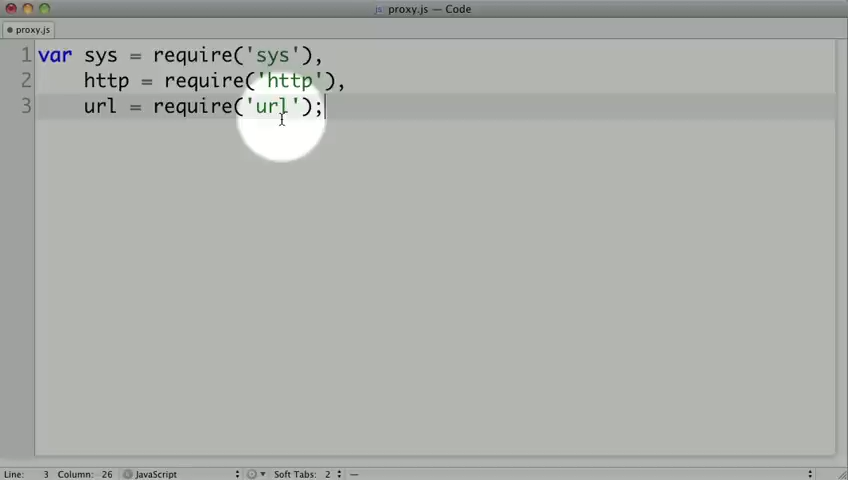 proxy.js — Code
proxy.js
1 var sys = require('sys'),
2 http = require('http'),
3 url = require('url');
Line: 3 Column: 26 JavaScript Soft Tabs: 2 —